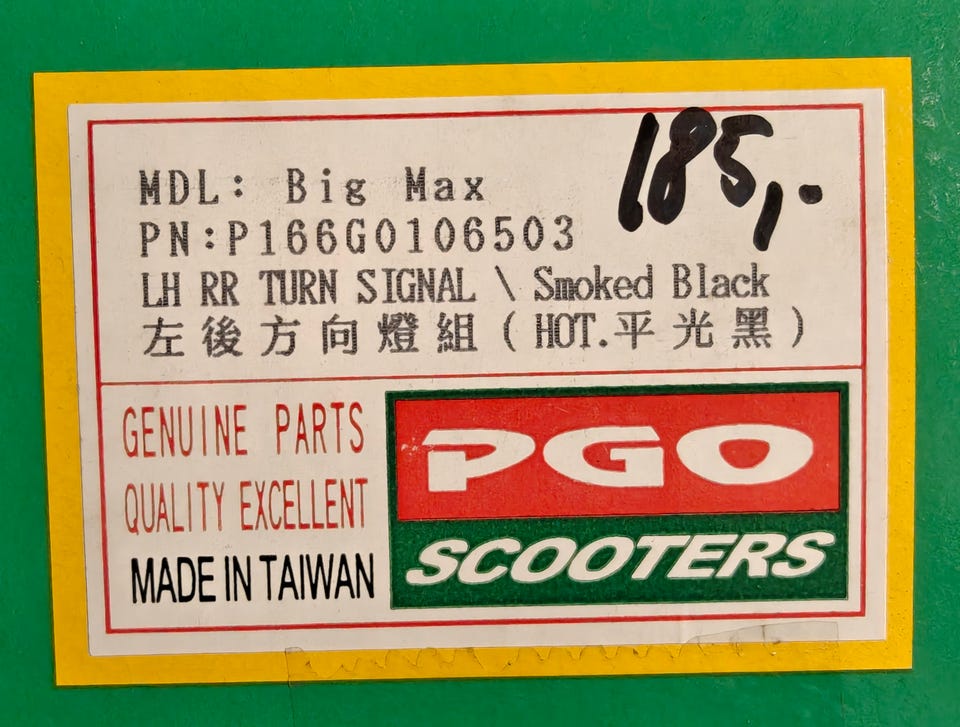 185,-
MDL: Big Max
PN:P166G0106503
LH RR TURN SIGNAL \ Smoked Black
左後方向燈組(HOT.平光黑)
GENUINE PARTS
QUALITY EXCELLENT
MADE IN TAIWAN
PGO
SCOOTERS